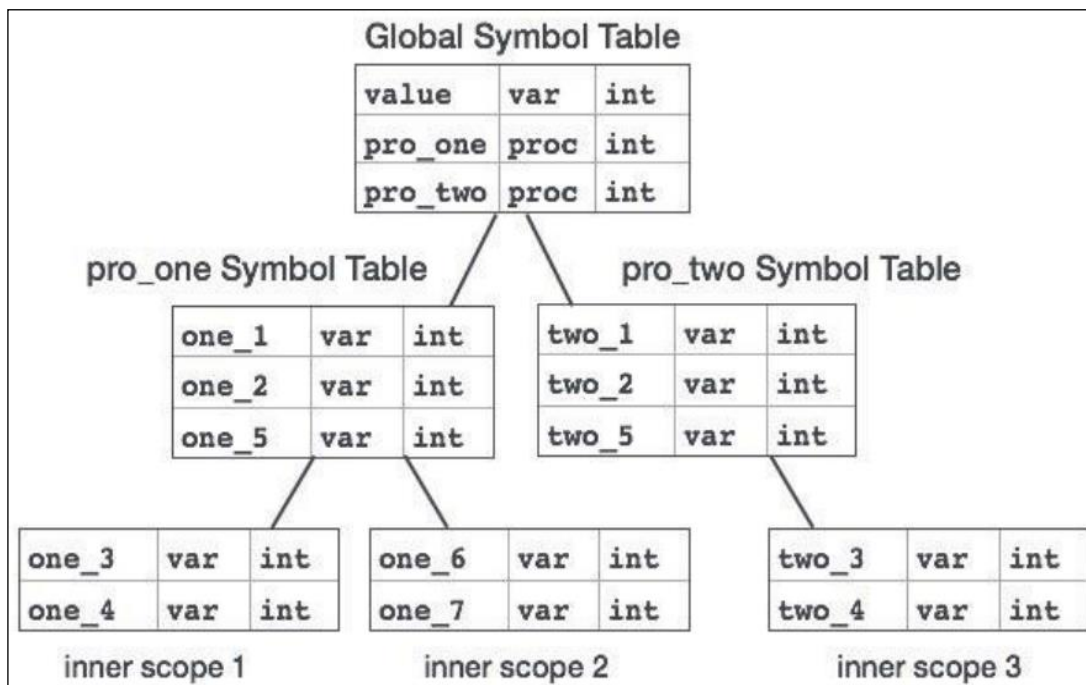 Global Symbol Table
value var int
pro_one proc int
pro_two proc int
pro_one Symbol Table
one_1 var int
one_2 var int
one_5 var int
pro_two Symbol Table
two_1 var int
two_2 var int
two_5 var int
one_3 var int
one_4 var int
inner scope 1
one_6 var int
one_7 var int
inner scope 2
two_3 var int
two_4 var int
inner scope 3